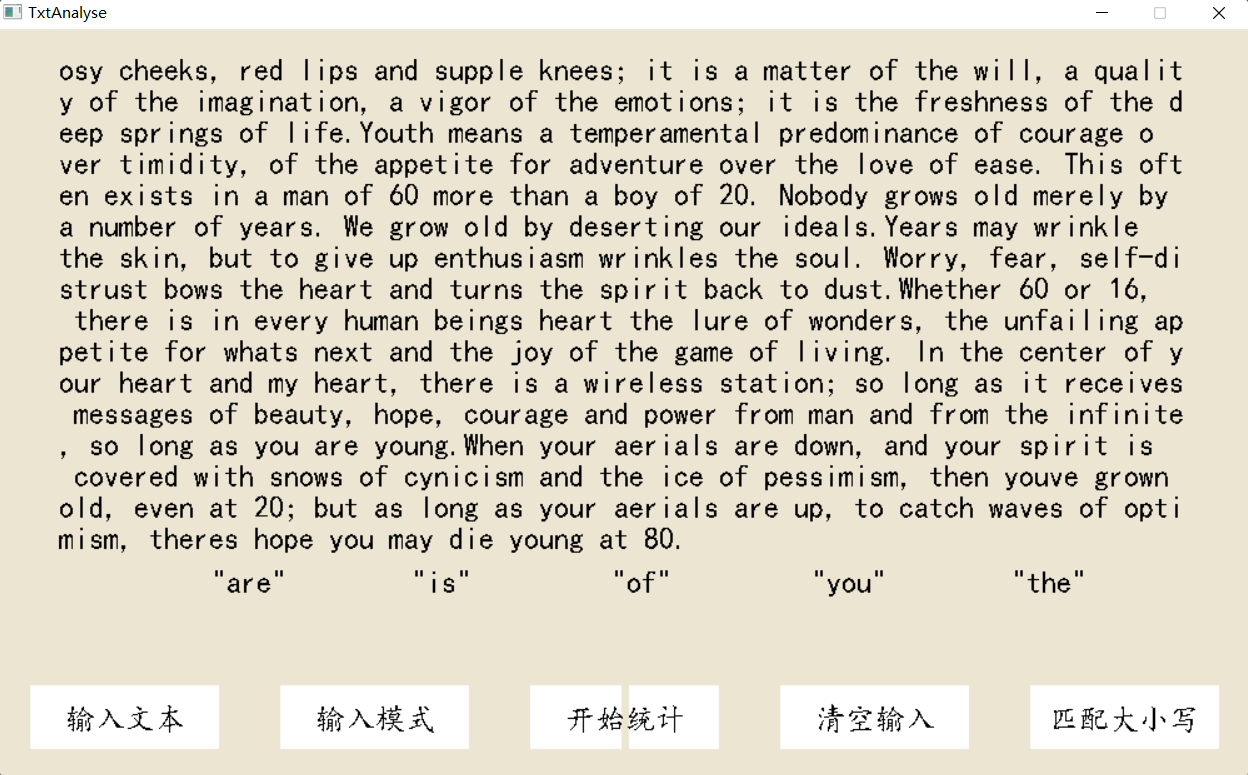 TxtAnalyse
osy cheeks, red lips and supple knees; it is a matter of the will, a qualit
y of the imagination, a vigor of the emotions; it is the freshness of the d
eep springs of life.Youth means a temperamental predominance of courage o
ver timidity, of the appetite for adventure over the love of ease. This oft
en exists in a man of 60 more than a boy of 20. Nobody grows old merely by
a number of years. We grow old by deserting our ideals.Years may wrinkle
the skin, but to give up enthusiasm wrinkles the soul. Worry, fear, self-di
strust bows the heart and turns the spirit back to dust.Whether 60 or 16,
there is in every human beings heart the lure of wonders, the unfailing ap
petite for whats next and the joy of the game of living. In the center of y
our heart and my heart, there is a wireless station; so long as it receives
messages of beauty, hope, courage and power from man and from the infinite
, so long as you are young.When your aerials are down, and your spirit is
covered with snows of cynicism and the ice of pessimism, then youve grown
old, even at 20; but as long as your aerials are up, to catch waves of opti
mism, theres hope you may die young at 80.
"are" "is" "of" "you" "the"
输入文本 输入模式 开始统计 清空输入 匹配大小写